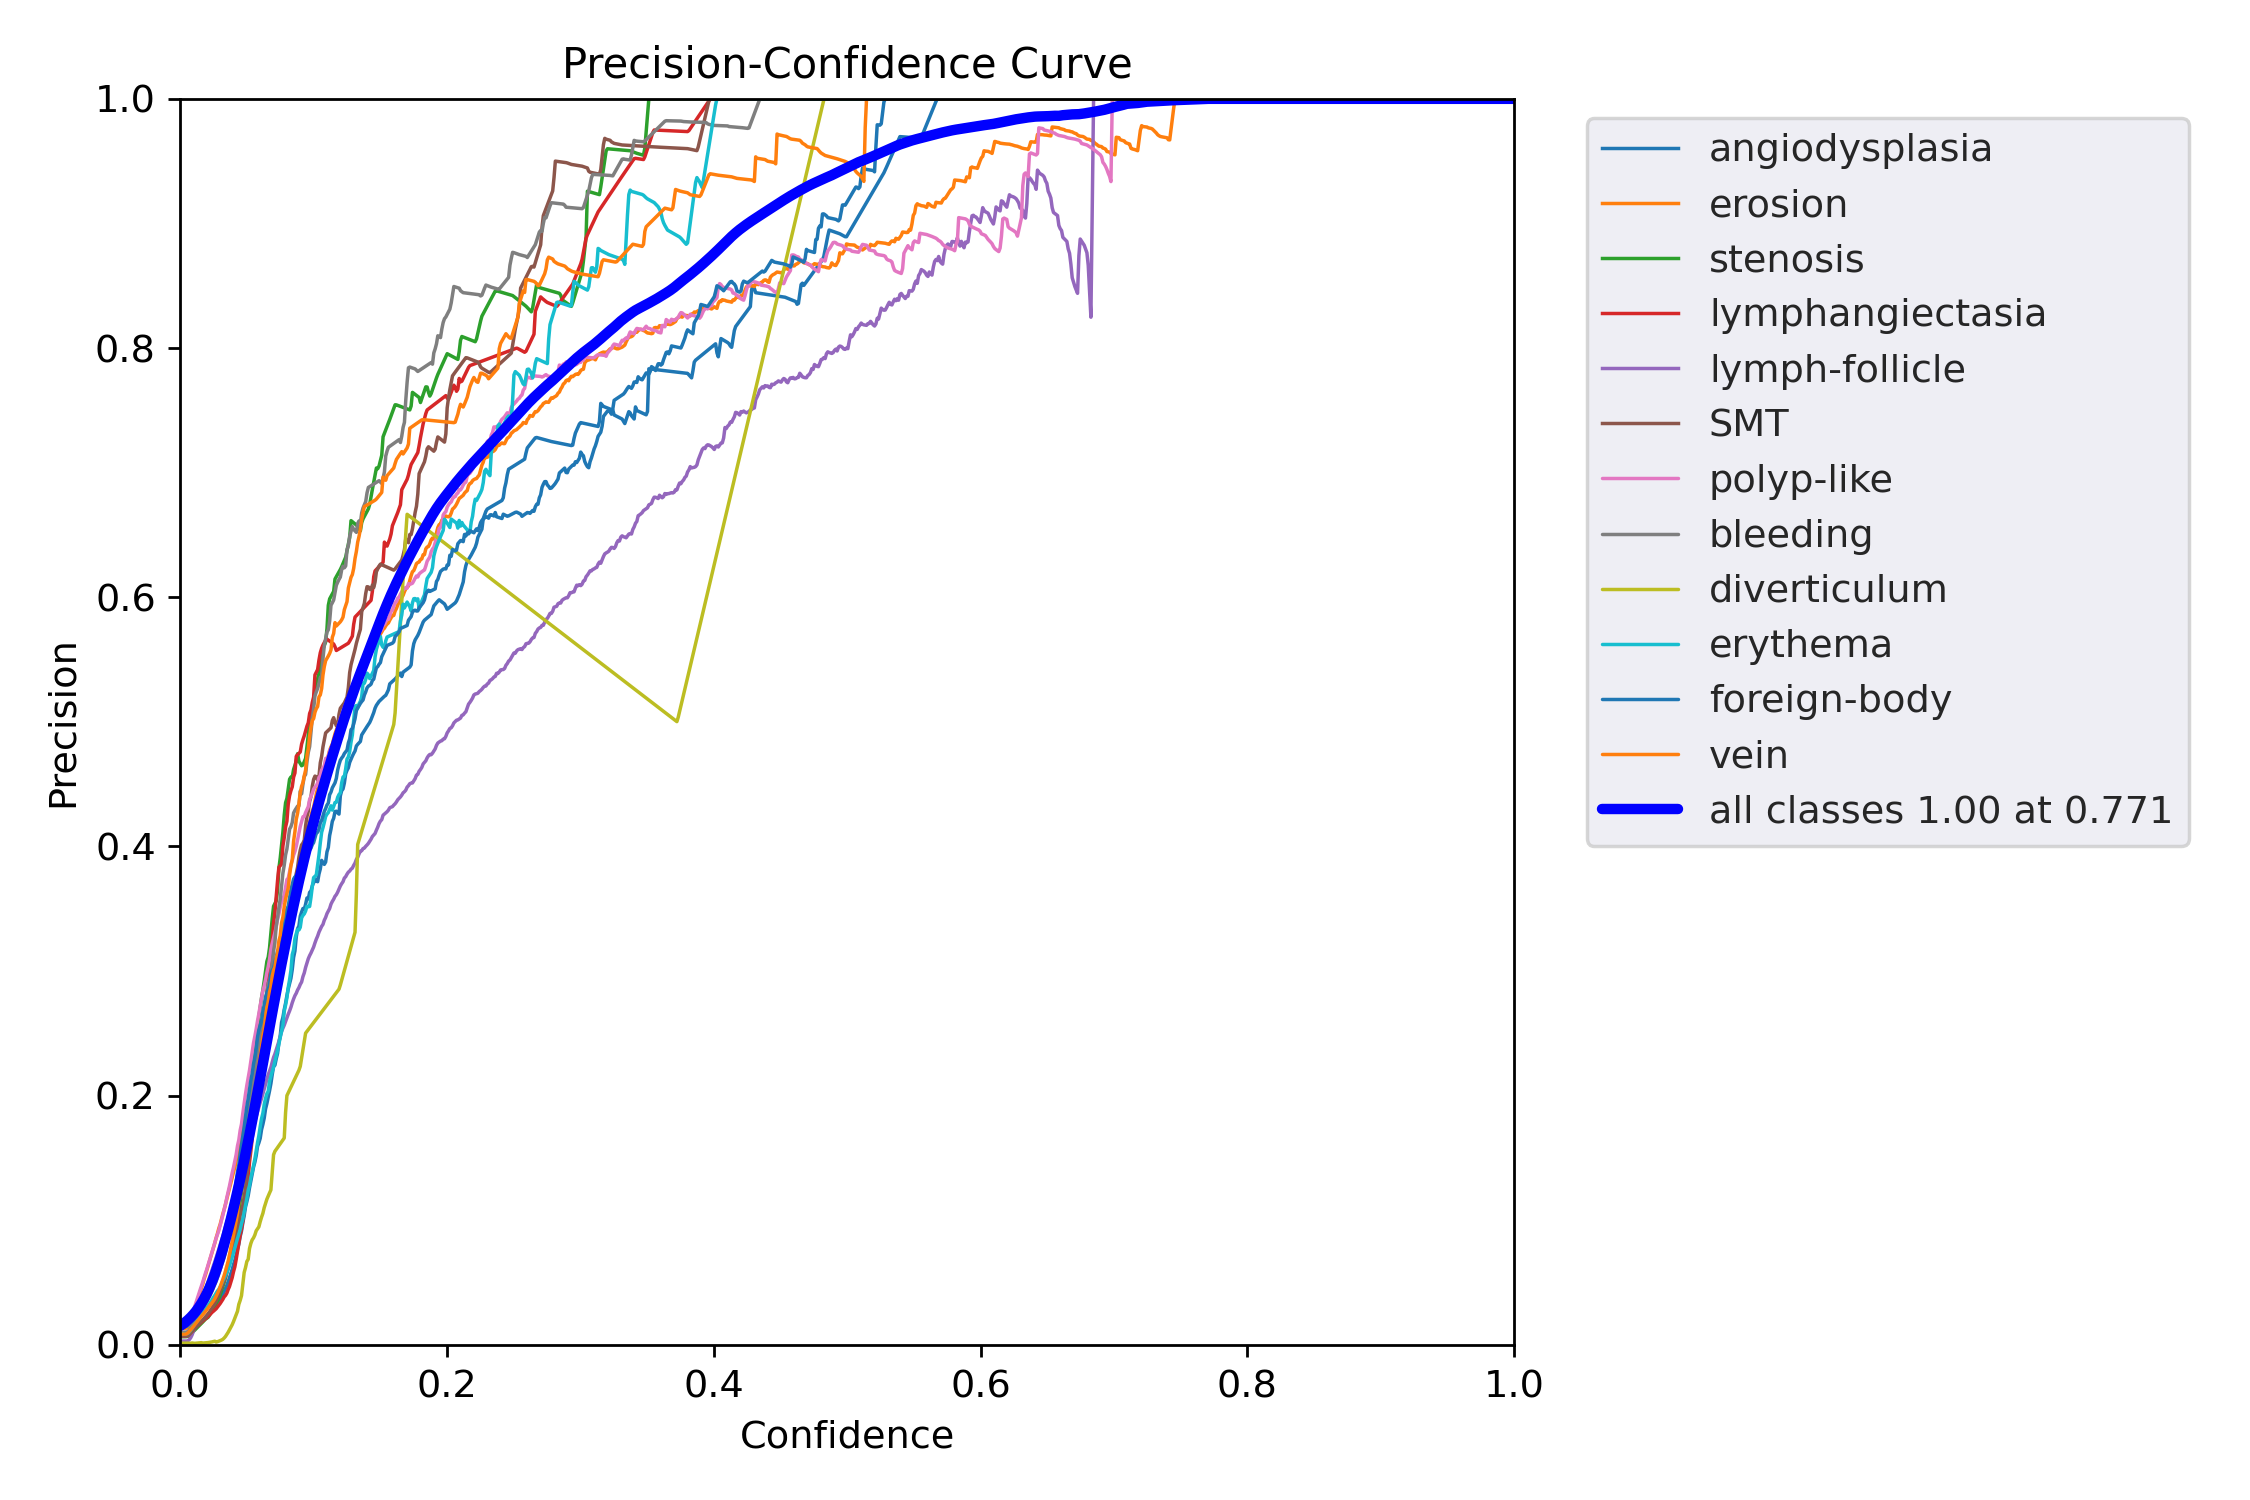 Precision-Confidence Curve
1.0
0.8
0.6
0.4
0.2
0.0
Precision
0.0 0.2 0.4 0.6 0.8 1.0
Confidence
angiodysplasia
erosion
stenosis
lymphangiectasia
lymph-follicle
SMT
polyp-like
bleeding
diverticulum
erythema
foreign-body
vein
all classes 1.00 at 0.771